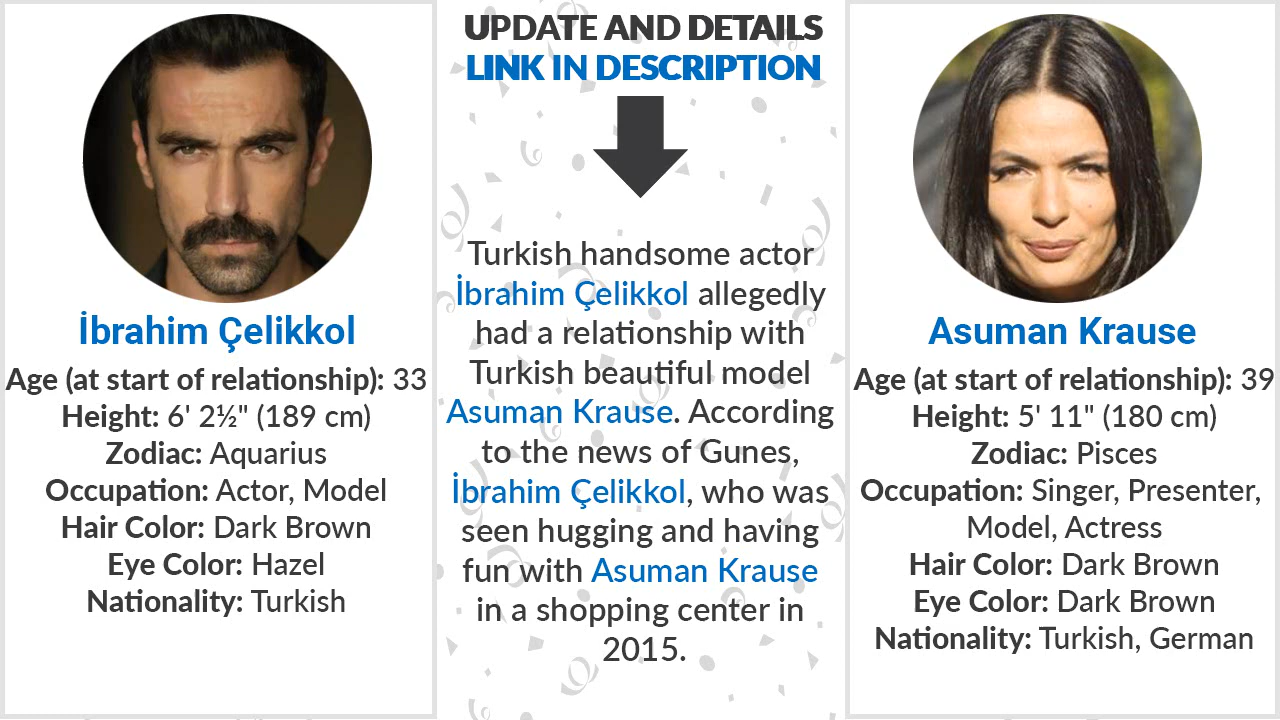 İbrahim Çelikkol
Age (at start of relationship): 33
Height: 6' 2½" (189 cm)
Zodiac: Aquarius
Occupation: Actor, Model
Hair Color: Dark Brown
Eye Color: Hazel
Nationality: Turkish
UPDATE AND DETAILS
LINK IN DESCRIPTION
Turkish handsome actor
İbrahim Çelikkol allegedly
had a relationship with
Turkish beautiful model
Asuman Krause. According
to the news of Gunes,
İbrahim Çelikkol, who was
seen hugging and having
fun with Asuman Krause
in a shopping center in
2015.
Asuman Krause
Age (at start of relationship): 39
Height: 5' 11" (180 cm)
Zodiac: Pisces
Occupation: Singer, Presenter,
Model, Actress
Hair Color: Dark Brown
Eye Color: Dark Brown
Nationality: Turkish, German